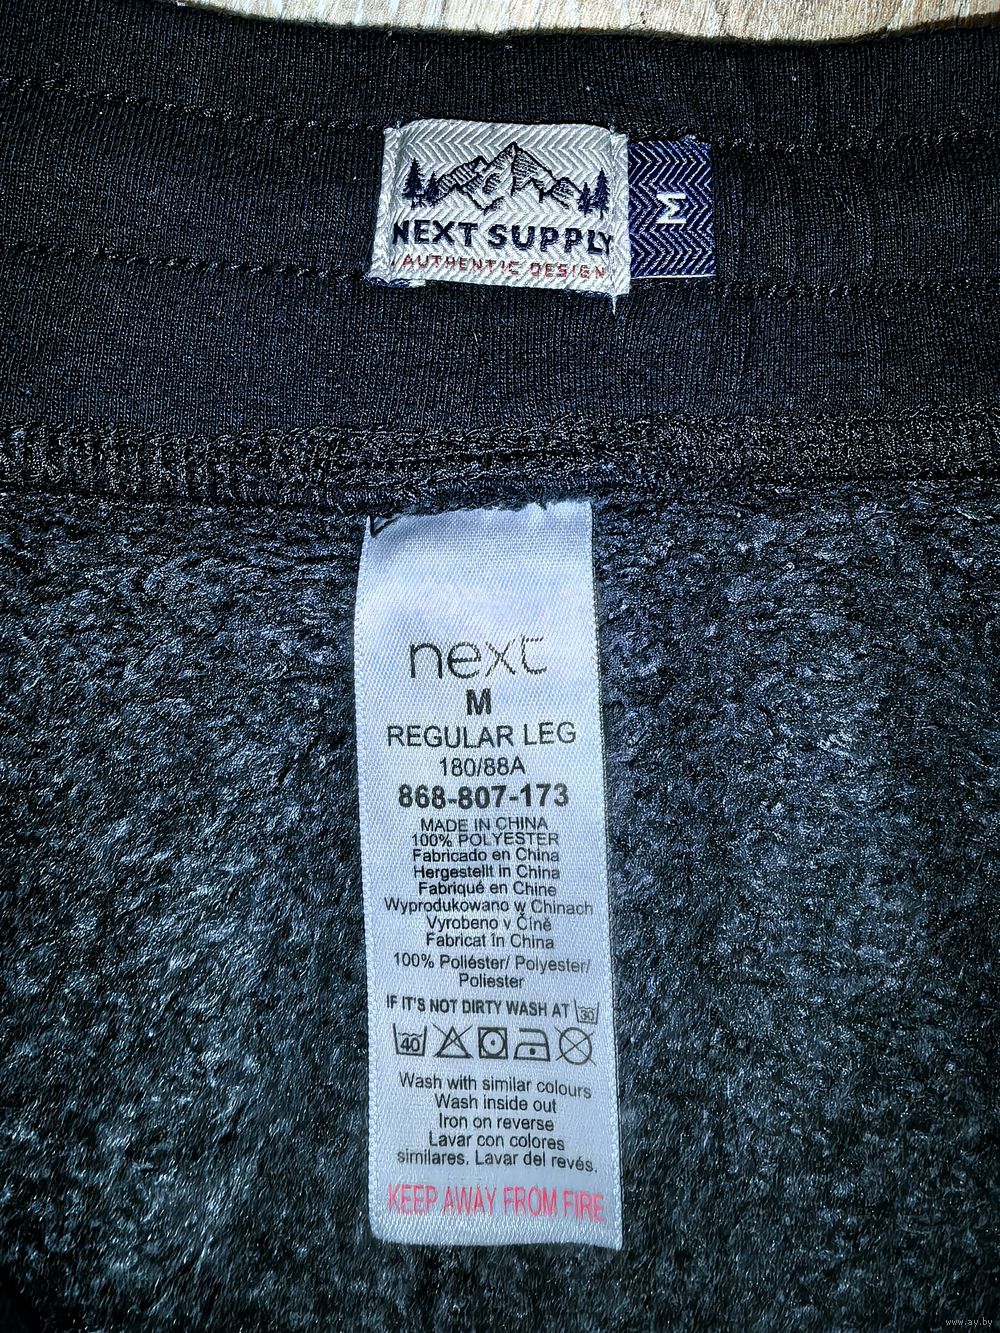 NEXT SUPPLY
AUTHENTIC DESIGN
M
next
M
REGULAR LEG
180/88A
868-807-173
MADE IN CHINA
100% POLYESTER
Fabricado en China
Hergestellt in China
Fabriqué en Chine
Wyprodukowano w Chinach
Vyrobeno v Číně
Fabricat în China
100% Poliéster/ Polyester/
Poliester
IF IT'S NOT DIRTY WASH AT 30
40
Wash with similar colours
Wash inside out
Iron on reverse
Lavar con colores
similares. Lavar del revés.
KEEP AWAY FROM FIRE
www.ay.by